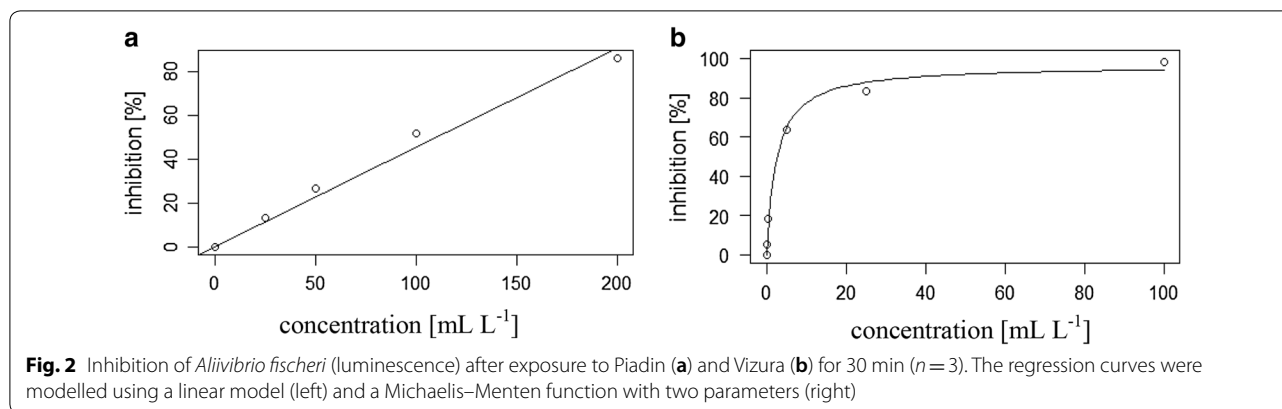 a
b
inhibition [%]
0 20 40 60 80
0 50 100 150 200
concentration [mL L⁻¹]
inhibition [%]
0 20 40 60 80 100
0 20 40 60 80 100
concentration [mL L⁻¹]
Fig. 2 Inhibition of Aliivibrio fischeri (luminescence) after exposure to Piadin (a) and Vizura (b) for 30 min (n = 3). The regression curves were
modelled using a linear model (left) and a Michaelis–Menten function with two parameters (right)